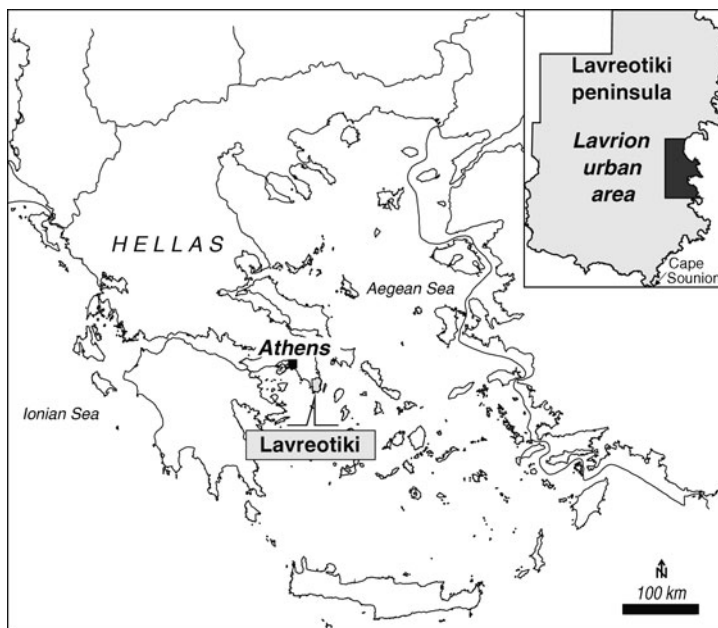 Lavreotiki
peninsula
Lavrion
urban
area
Cape
Sounion
HELLAS
Aegean Sea
Athens
Ionian Sea
Lavreotiki
N
100 km